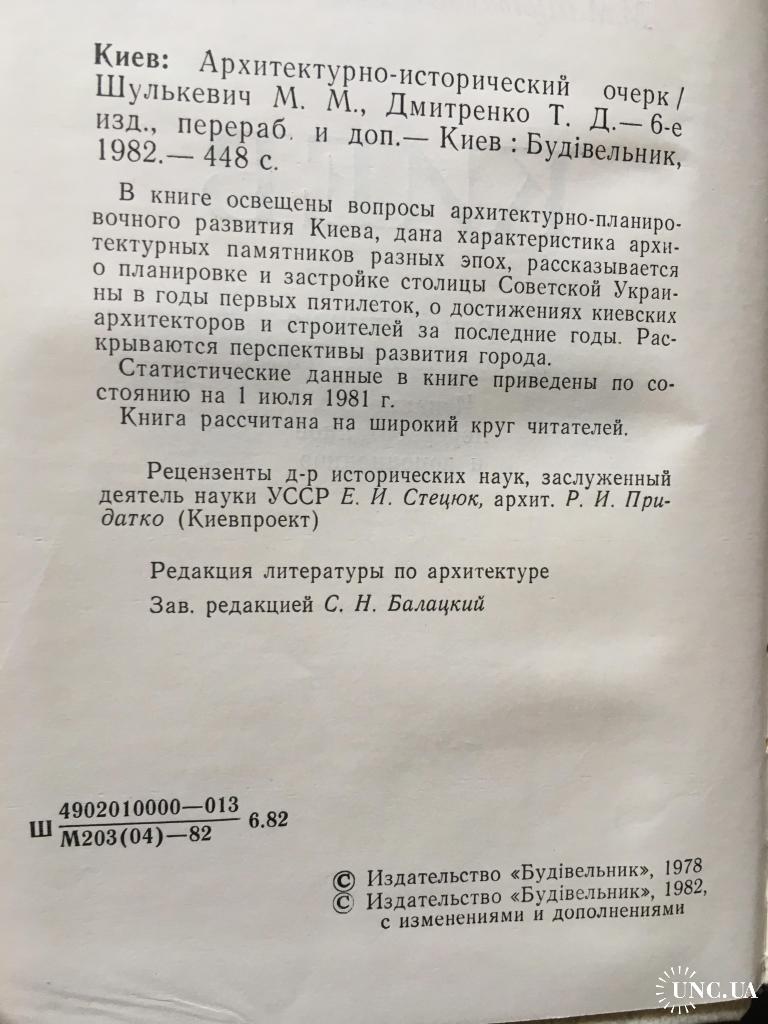 Киев: Архитектурно-исторический очерк /
Шулькевич М. М., Дмитренко Т. Д.— 6-е
изд., перераб. и доп.— Киев : Будівельник,
1982.— 448 с.
В книге освещены вопросы архитектурно-планиро-
вочного развития Киева, дана характеристика архи-
тектурных памятников разных эпох, рассказывается
о планировке и застройке столицы Советской Украи-
ны в годы первых пятилеток, о достижениях киевских
архитекторов и строителей за последние годы. Рас-
крываются перспективы развития города.
Статистические данные в книге приведены по со-
стоянию на 1 июля 1981 г.
Книга рассчитана на широкий круг читателей.
Рецензенты д-р исторических наук, заслуженный
деятель науки УССР Е. И. Стецюк, архит. Р. И. При-
датко (Киевпроект)
Редакция литературы по архитектуре
Зав. редакцией С. Н. Балацкий
Ш 4902010000—013 6.82
М203(04)—82
© Издательство «Будівельник», 1978
© Издательство «Будівельник», 1982,
с изменениями и дополнениями
UNC.UA